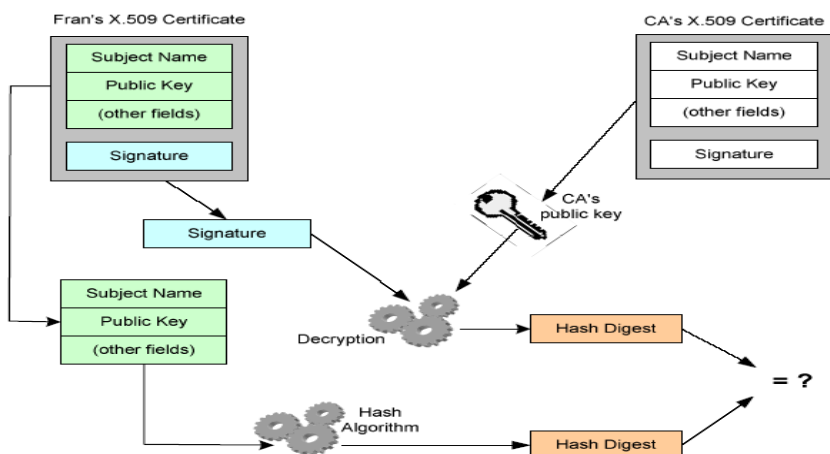 Fran's X.509 Certificate
Subject Name
Public Key
(other fields)
Signature
CA's X.509 Certificate
Subject Name
Public Key
(other fields)
Signature
CA's
public key
Signature
Subject Name
Public Key
(other fields)
Decryption
Hash Digest
= ?
Hash
Algorithm
Hash Digest